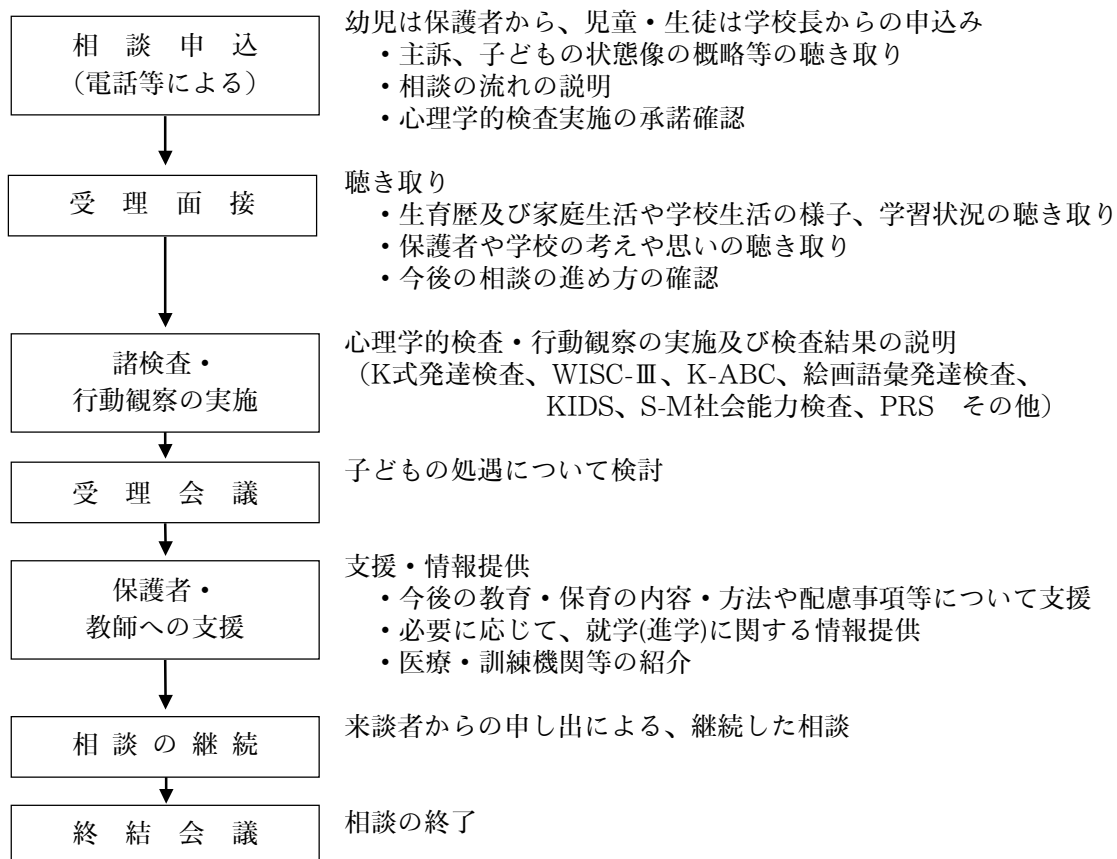 相談申込
（電話等による）
幼児は保護者から、児童・生徒は学校長からの申込み
・主訴、子どもの状態像の概略等の聴き取り
・相談の流れの説明
・心理学的検査実施の承諾確認
受理面接
聴き取り
・生育歴及び家庭生活や学校生活の様子、学習状況の聴き取り
・保護者や学校の考えや思いの聴き取り
・今後の相談の進め方の確認
諸検査・
行動観察の実施
心理学的検査・行動観察の実施及び検査結果の説明
（K式発達検査、WISC-Ⅲ、K-ABC、絵画語彙発達検査、
KIDS、S-M社会能力検査、PRS　その他）
受理会議
子どもの処遇について検討
保護者・
教師への支援
支援・情報提供
・今後の教育・保育の内容・方法や配慮事項等について支援
・必要に応じて、就学(進学)に関する情報提供
・医療・訓練機関等の紹介
相談の継続
来談者からの申し出による、継続した相談
終結会議
相談の終了